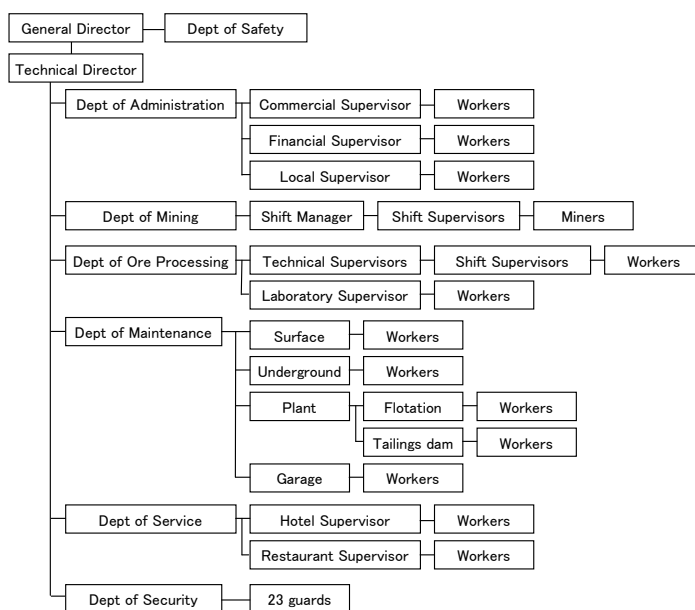 General Director
Dept of Safety
Technical Director
Dept of Administration
Commercial Supervisor
Workers
Financial Supervisor
Workers
Local Supervisor
Workers
Dept of Mining
Shift Manager
Shift Supervisors
Miners
Dept of Ore Processing
Technical Supervisors
Shift Supervisors
Workers
Laboratory Supervisor
Workers
Dept of Maintenance
Surface
Workers
Underground
Workers
Plant
Flotation
Workers
Tailings dam
Workers
Garage
Workers
Dept of Service
Hotel Supervisor
Workers
Restaurant Supervisor
Workers
Dept of Security
23 guards